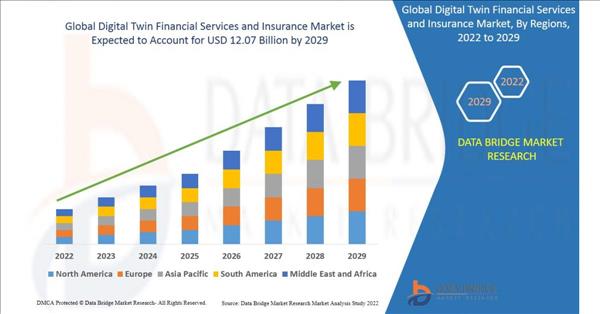 Global Digital Twin Financial Services and Insurance Market is
Expected to Account for USD 12.07 Billion by 2029
2022 2023 2024 2025 2026 2027 2028 2029
North America Europe Asia Pacific South America Middle East and Africa
DMCA Protected © Data Bridge Market Research- All Rights Reserved.
Source: Data Bridge Market Research Market Analysis Study 2022
Global Digital Twin Financial Services
and Insurance Market, By Regions,
2022 to 2029
2022
2029
DATA BRIDGE MARKET
RESEARCH
DATA BRIDGE
MARKET RESEARCH
DATA BRIDGE
MARKET RESEARCH